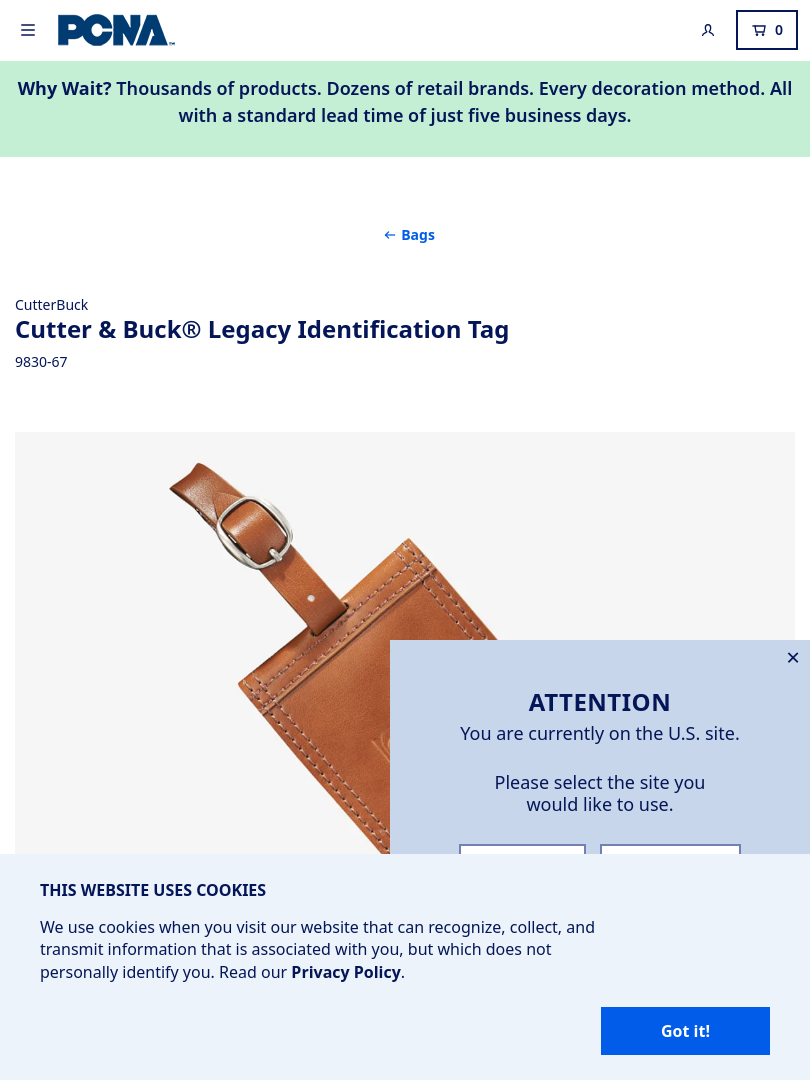 PCNA™
0
Why Wait? Thousands of products. Dozens of retail brands. Every decoration method. All
with a standard lead time of just five business days.
← Bags
CutterBuck
Cutter & Buck® Legacy Identification Tag
9830-67
ATTENTION
You are currently on the U.S. site.
Please select the site you
would like to use.
THIS WEBSITE USES COOKIES
We use cookies when you visit our website that can recognize, collect, and
transmit information that is associated with you, but which does not
personally identify you. Read our Privacy Policy.
Got it!